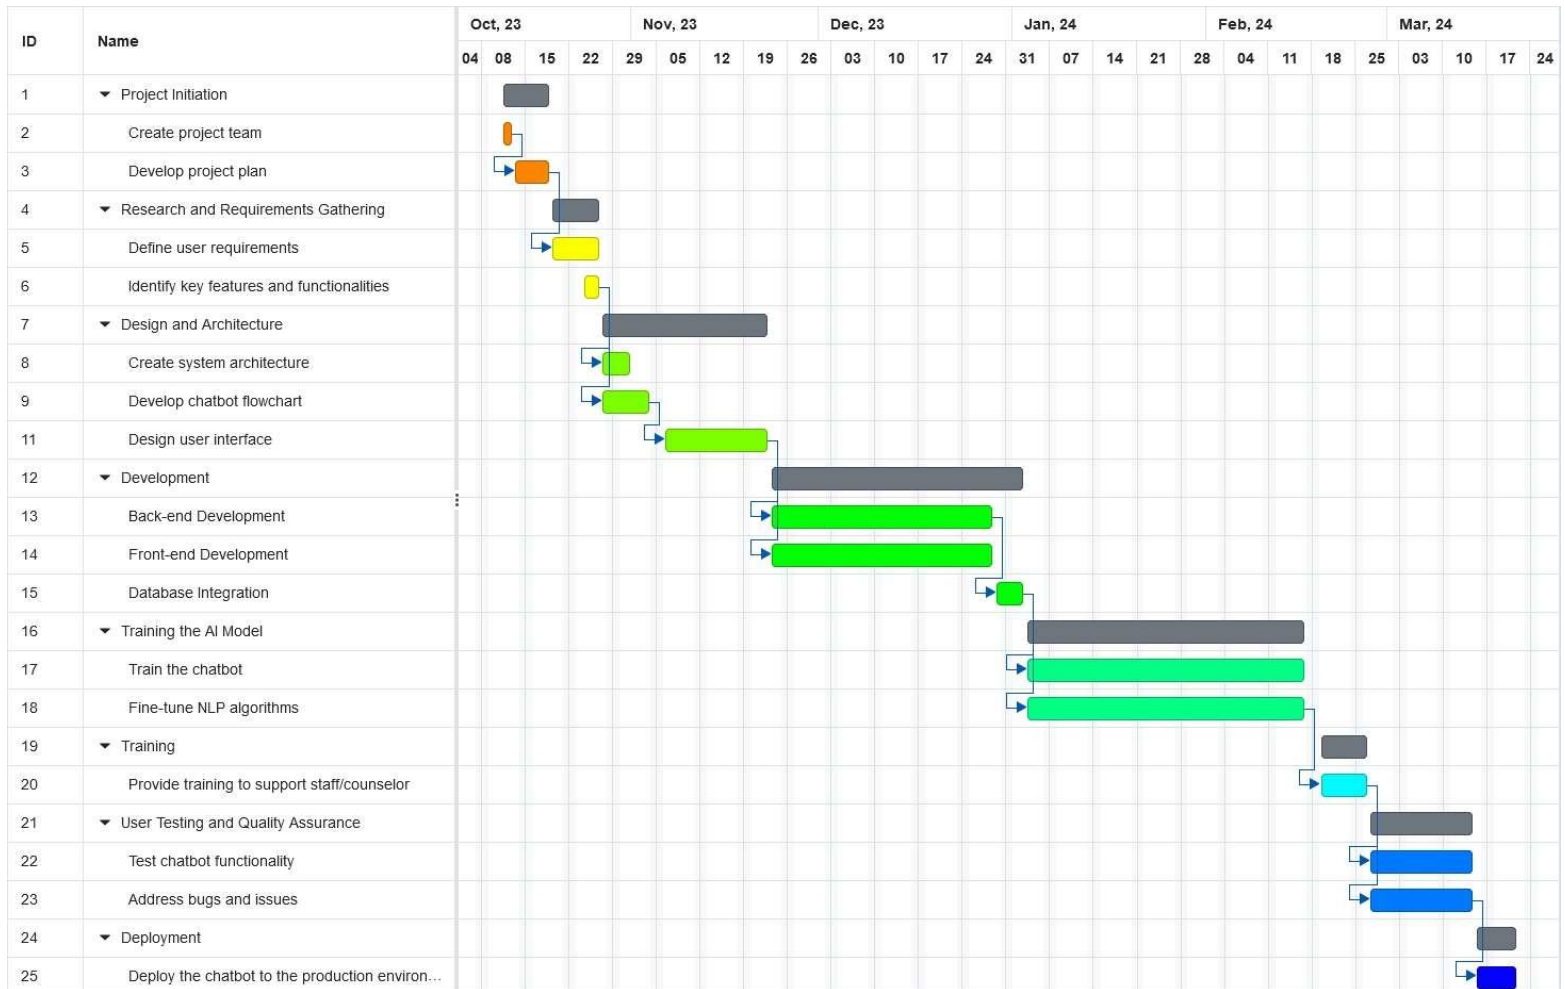 ID Name Oct, 23 Nov, 23 Dec, 23 Jan, 24 Feb, 24 Mar, 24
04 08 15 22 29 05 12 19 26 03 10 17 24 31 07 14 21 28 04 11 18 25 03 10 17 24
1 Project Initiation
2 Create project team
3 Develop project plan
4 Research and Requirements Gathering
5 Define user requirements
6 Identify key features and functionalities
7 Design and Architecture
8 Create system architecture
9 Develop chatbot flowchart
11 Design user interface
12 Development
13 Back-end Development
14 Front-end Development
15 Database Integration
16 Training the AI Model
17 Train the chatbot
18 Fine-tune NLP algorithms
19 Training
20 Provide training to support staff/counselor
21 User Testing and Quality Assurance
22 Test chatbot functionality
23 Address bugs and issues
24 Deployment
25 Deploy the chatbot to the production environ...